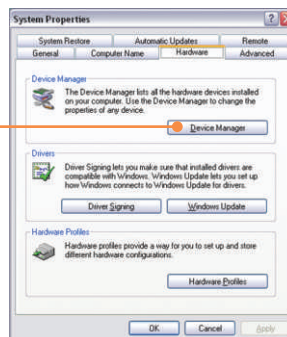 System Properties
System Restore Automatic Updates Remote
General Computer Name Hardware Advanced
Device Manager
The Device Manager lists all the hardware devices installed
on your computer. Use the Device Manager to change the
properties of any device.
Device Manager
Drivers
Driver Signing lets you make sure that installed drivers are
compatible with Windows. Windows Update lets you set up
how Windows connects to Windows Update for drivers.
Driver Signing Windows Update
Hardware Profiles
Hardware profiles provide a way for you to set up and store
different hardware configurations.
Hardware Profiles
OK Cancel Apply